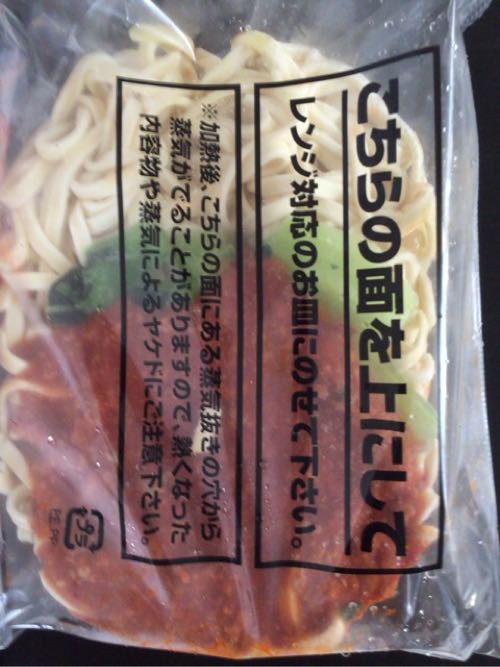 こちらの面を上にして
レンジ対応のお皿にのせて下さい。
※加熱後、こちらの面にある蒸気抜きの穴から
蒸気がでることがありますので、熱くなった
内容物や蒸気によるヤケドにご注意下さい。
プラ